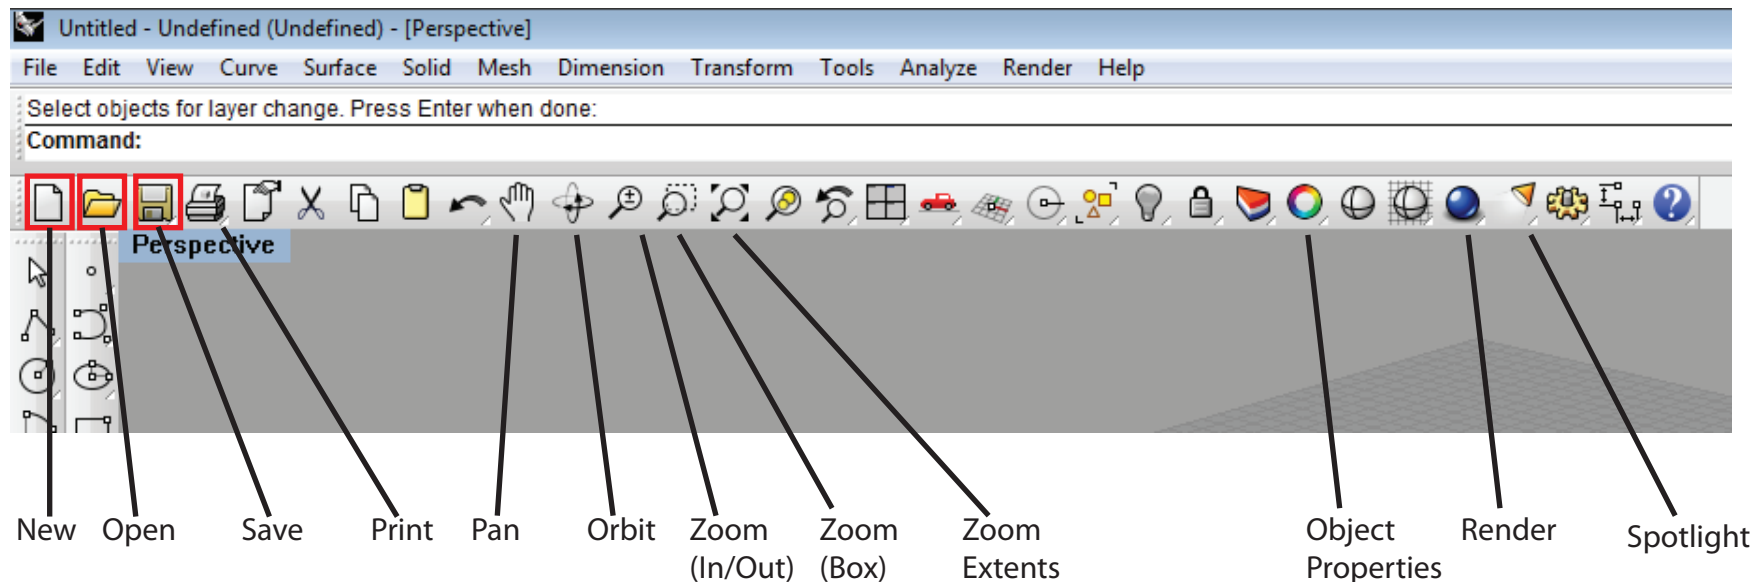 Untitled - Undefined (Undefined) - [Perspective]
File Edit View Curve Surface Solid Mesh Dimension Transform Tools Analyze Render Help
Select objects for layer change. Press Enter when done:
Command:
Perspective
New Open Save Print Pan Orbit Zoom Zoom Zoom Object Render Spotlight
(In/Out) (Box) Extents Properties